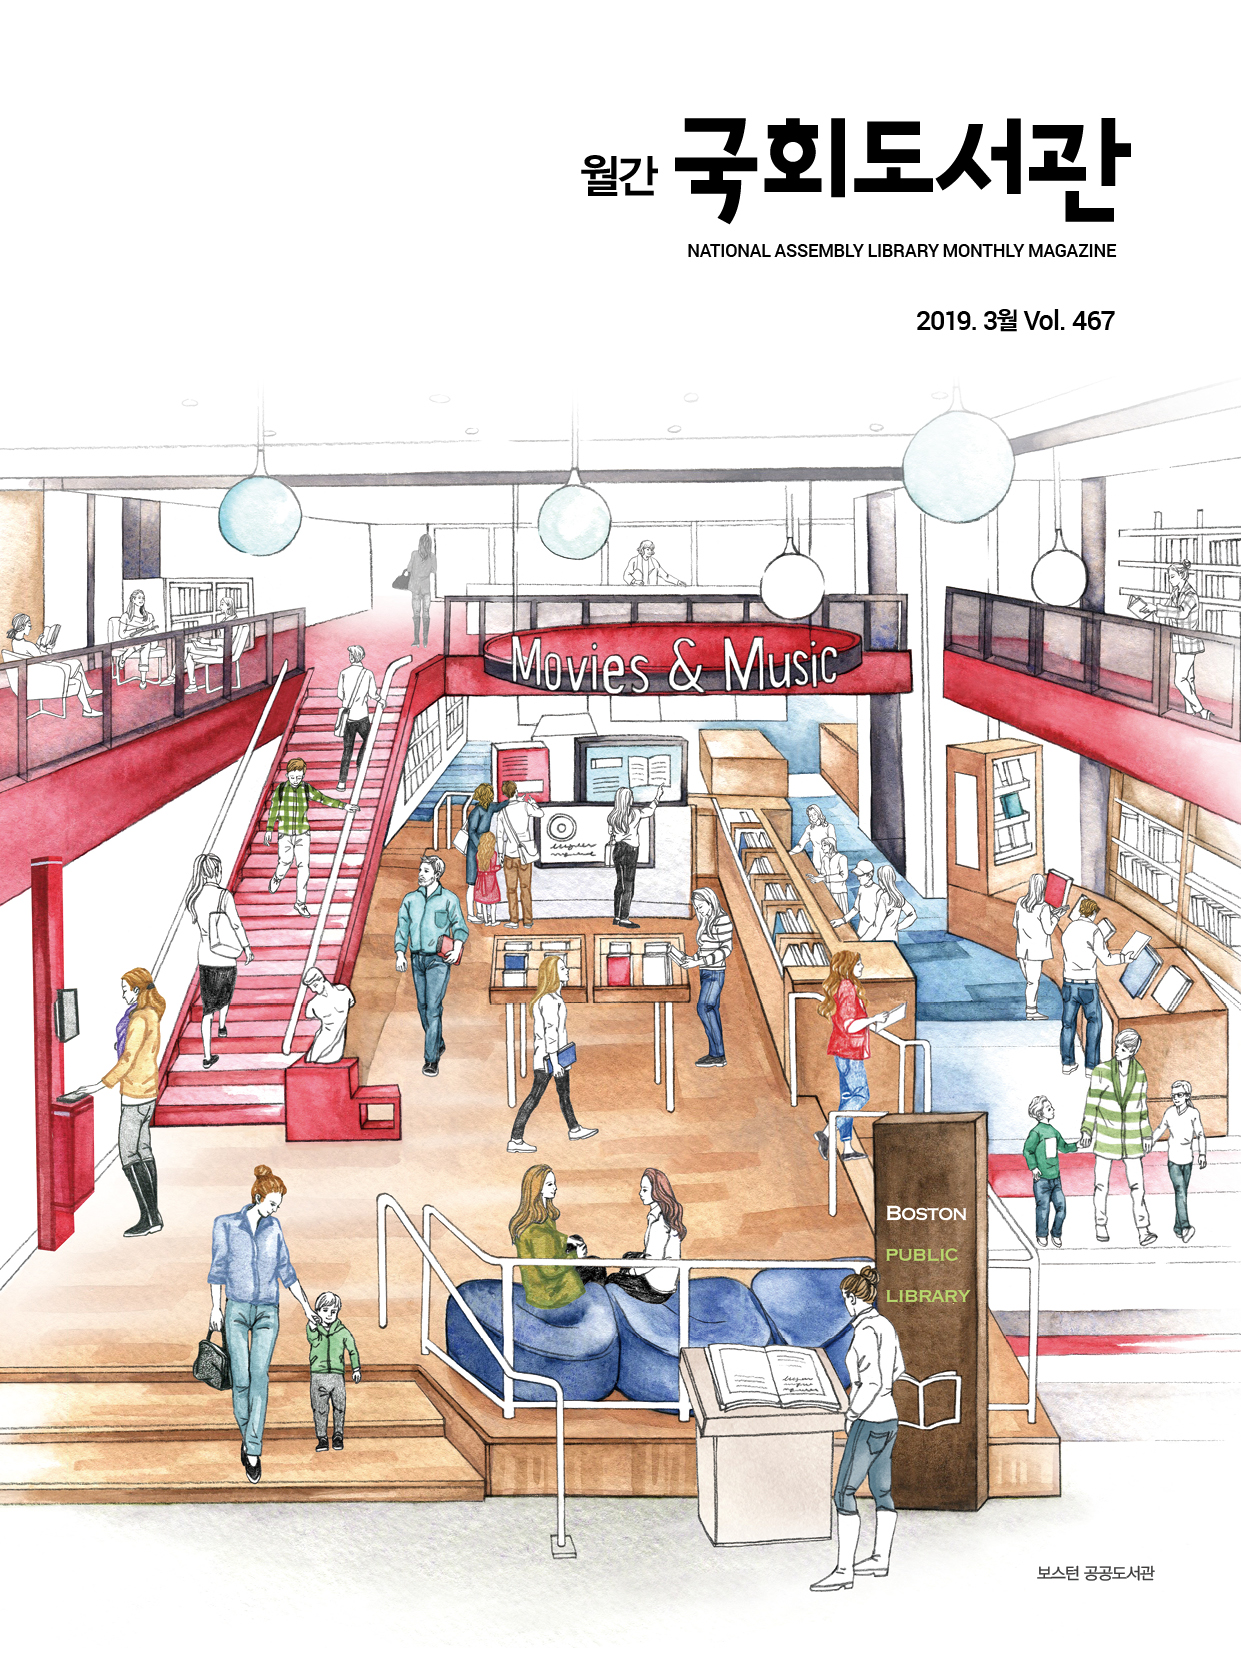 월간 국회도서관
NATIONAL ASSEMBLY LIBRARY MONTHLY MAGAZINE
2019. 3월 Vol. 467
Movies & Music
BOSTON
PUBLIC
LIBRARY
보스턴 공공도서관